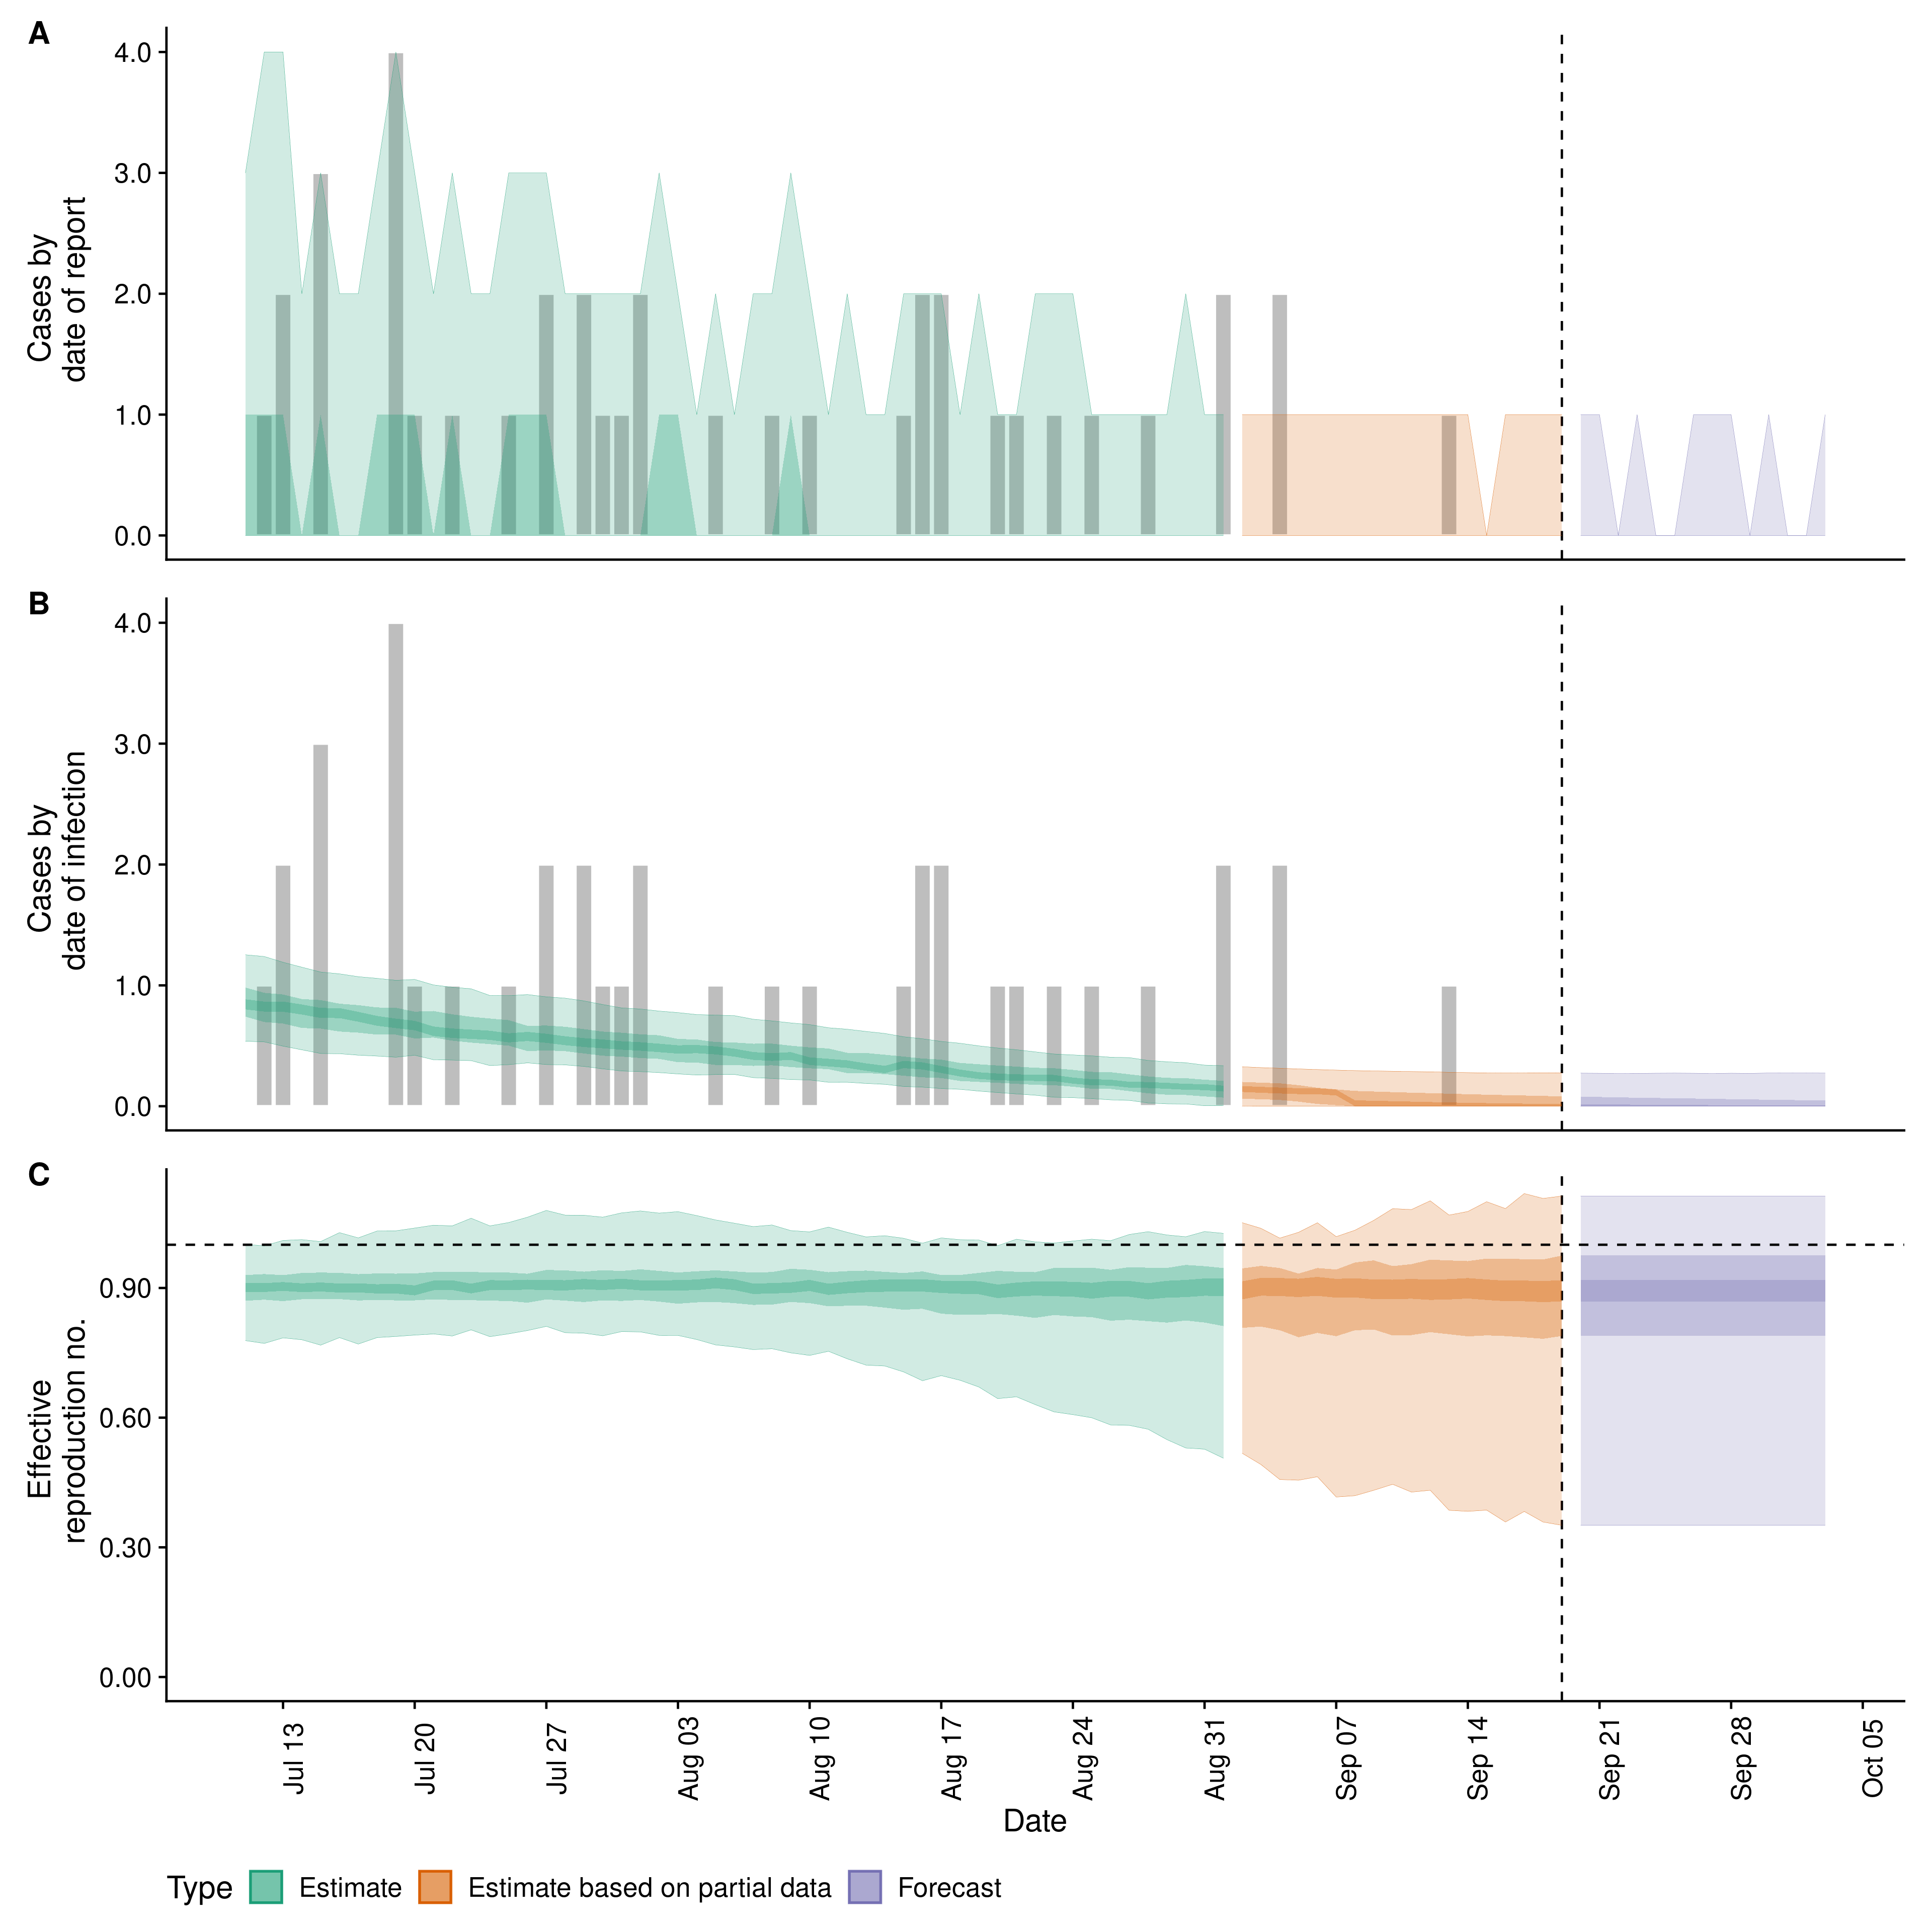 A
Cases by
date of report
4.0
3.0
2.0
1.0
0.0
B
Cases by
date of infection
4.0
3.0
2.0
1.0
0.0
C
Effective
reproduction no.
0.90
0.60
0.30
0.00
Jul 13
Jul 20
Jul 27
Aug 03
Aug 10
Aug 17
Aug 24
Aug 31
Sep 07
Sep 14
Sep 21
Sep 28
Oct 05
Date
Type Estimate Estimate based on partial data Forecast